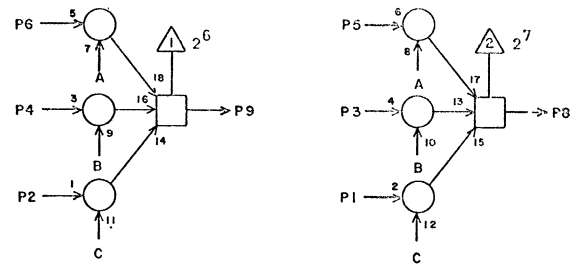 P6 5 7 A 1 2^6
P4 3 9 B 18 16 14 P9
P2 1 11 C
P5 6 8 A 2 2^7
P3 4 10 B 17 13 15 P8
P1 2 12 C